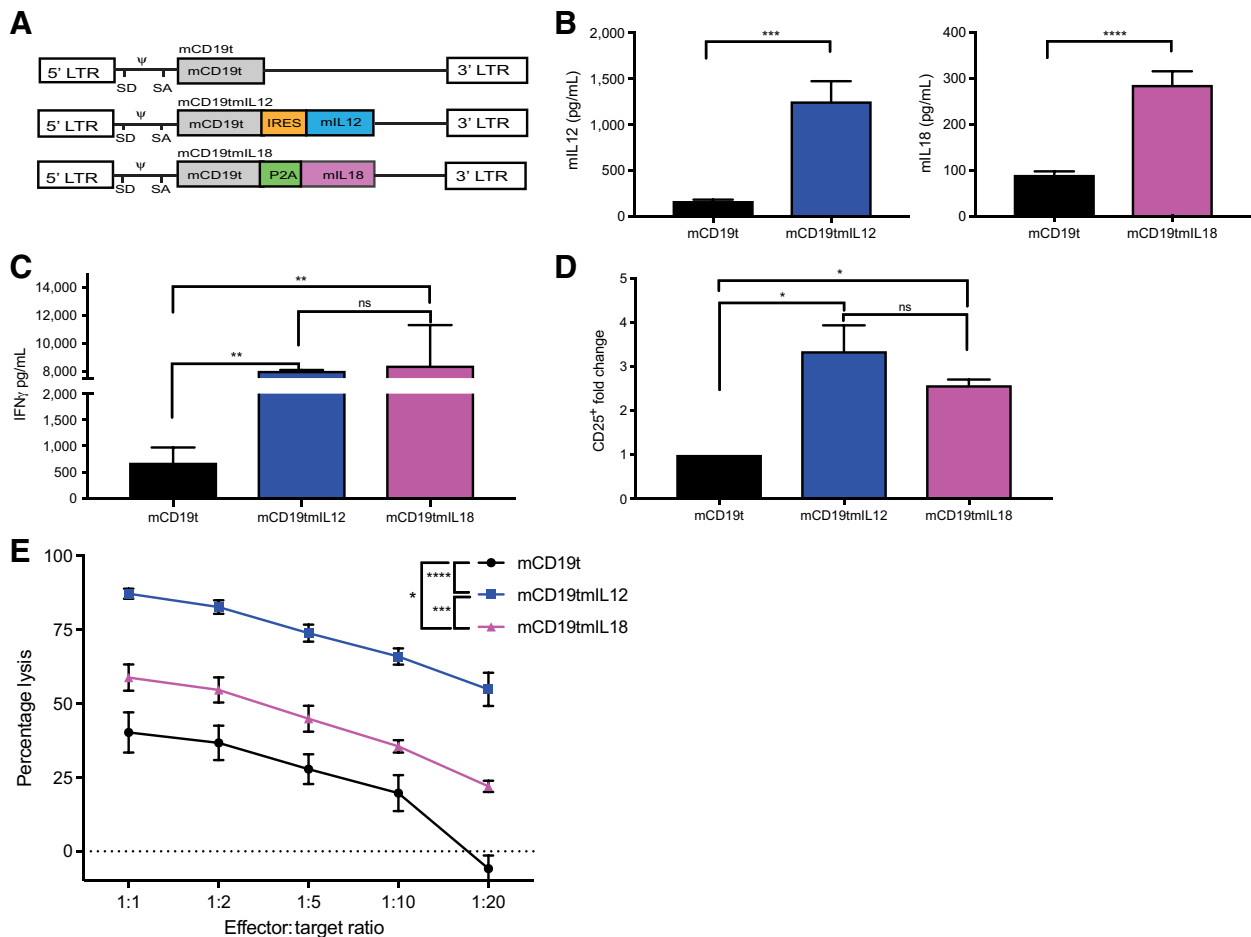 A
mCD19t
5' LTR ψ SD SA mCD19t 3' LTR
mCD19tmIL12
5' LTR ψ SD SA mCD19t IRES mIL12 3' LTR
mCD19tmIL18
5' LTR ψ SD SA mCD19t P2A mIL18 3' LTR
B
mIL12 (pg/mL)
2,000
1,500
1,000
500
0
***
mCD19t mCD19tmIL12
mIL18 (pg/mL)
400
300
200
100
0
****
mCD19t mCD19tmIL18
C
IFNγ pg/mL
14,000
12,000
10,000
8,000
2,000
1,500
1,000
500
0
**
ns
**
mCD19t mCD19tmIL12 mCD19tmIL18
D
CD25+ fold change
5
4
3
2
1
0
*
*
ns
mCD19t mCD19tmIL12 mCD19tmIL18
E
Percentage lysis
100
75
50
25
0
* **** ***
mCD19t
mCD19tmIL12
mCD19tmIL18
1:1 1:2 1:5 1:10 1:20
Effector:target ratio